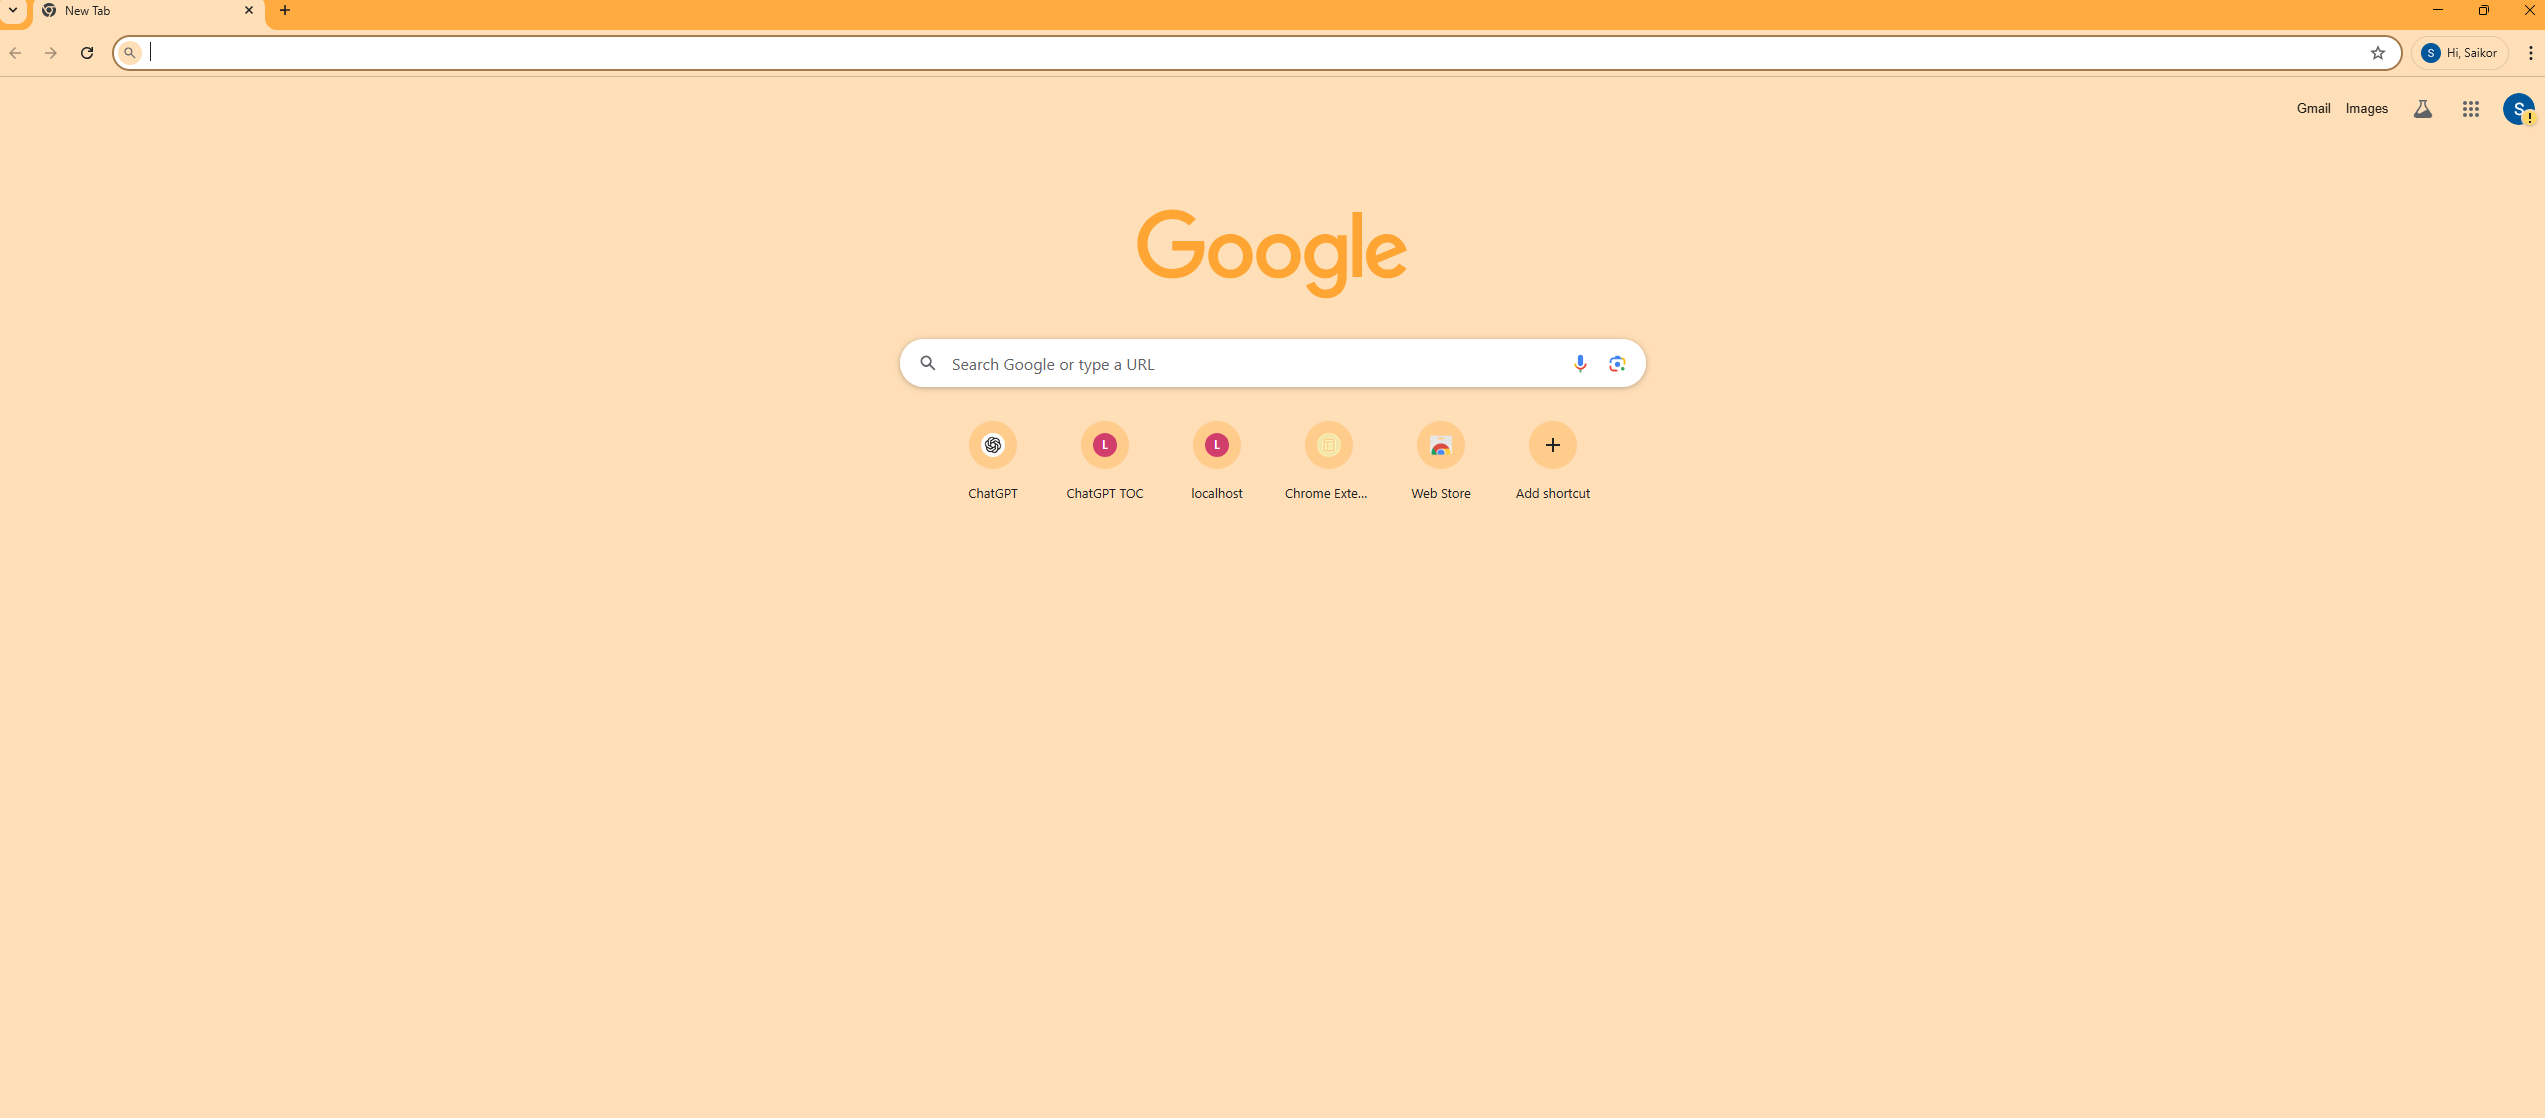 New Tab
S Hi, Saikor
Gmail Images S
Google
Search Google or type a URL
L L
ChatGPT ChatGPT TOC localhost Chrome Exte... Web Store Add shortcut